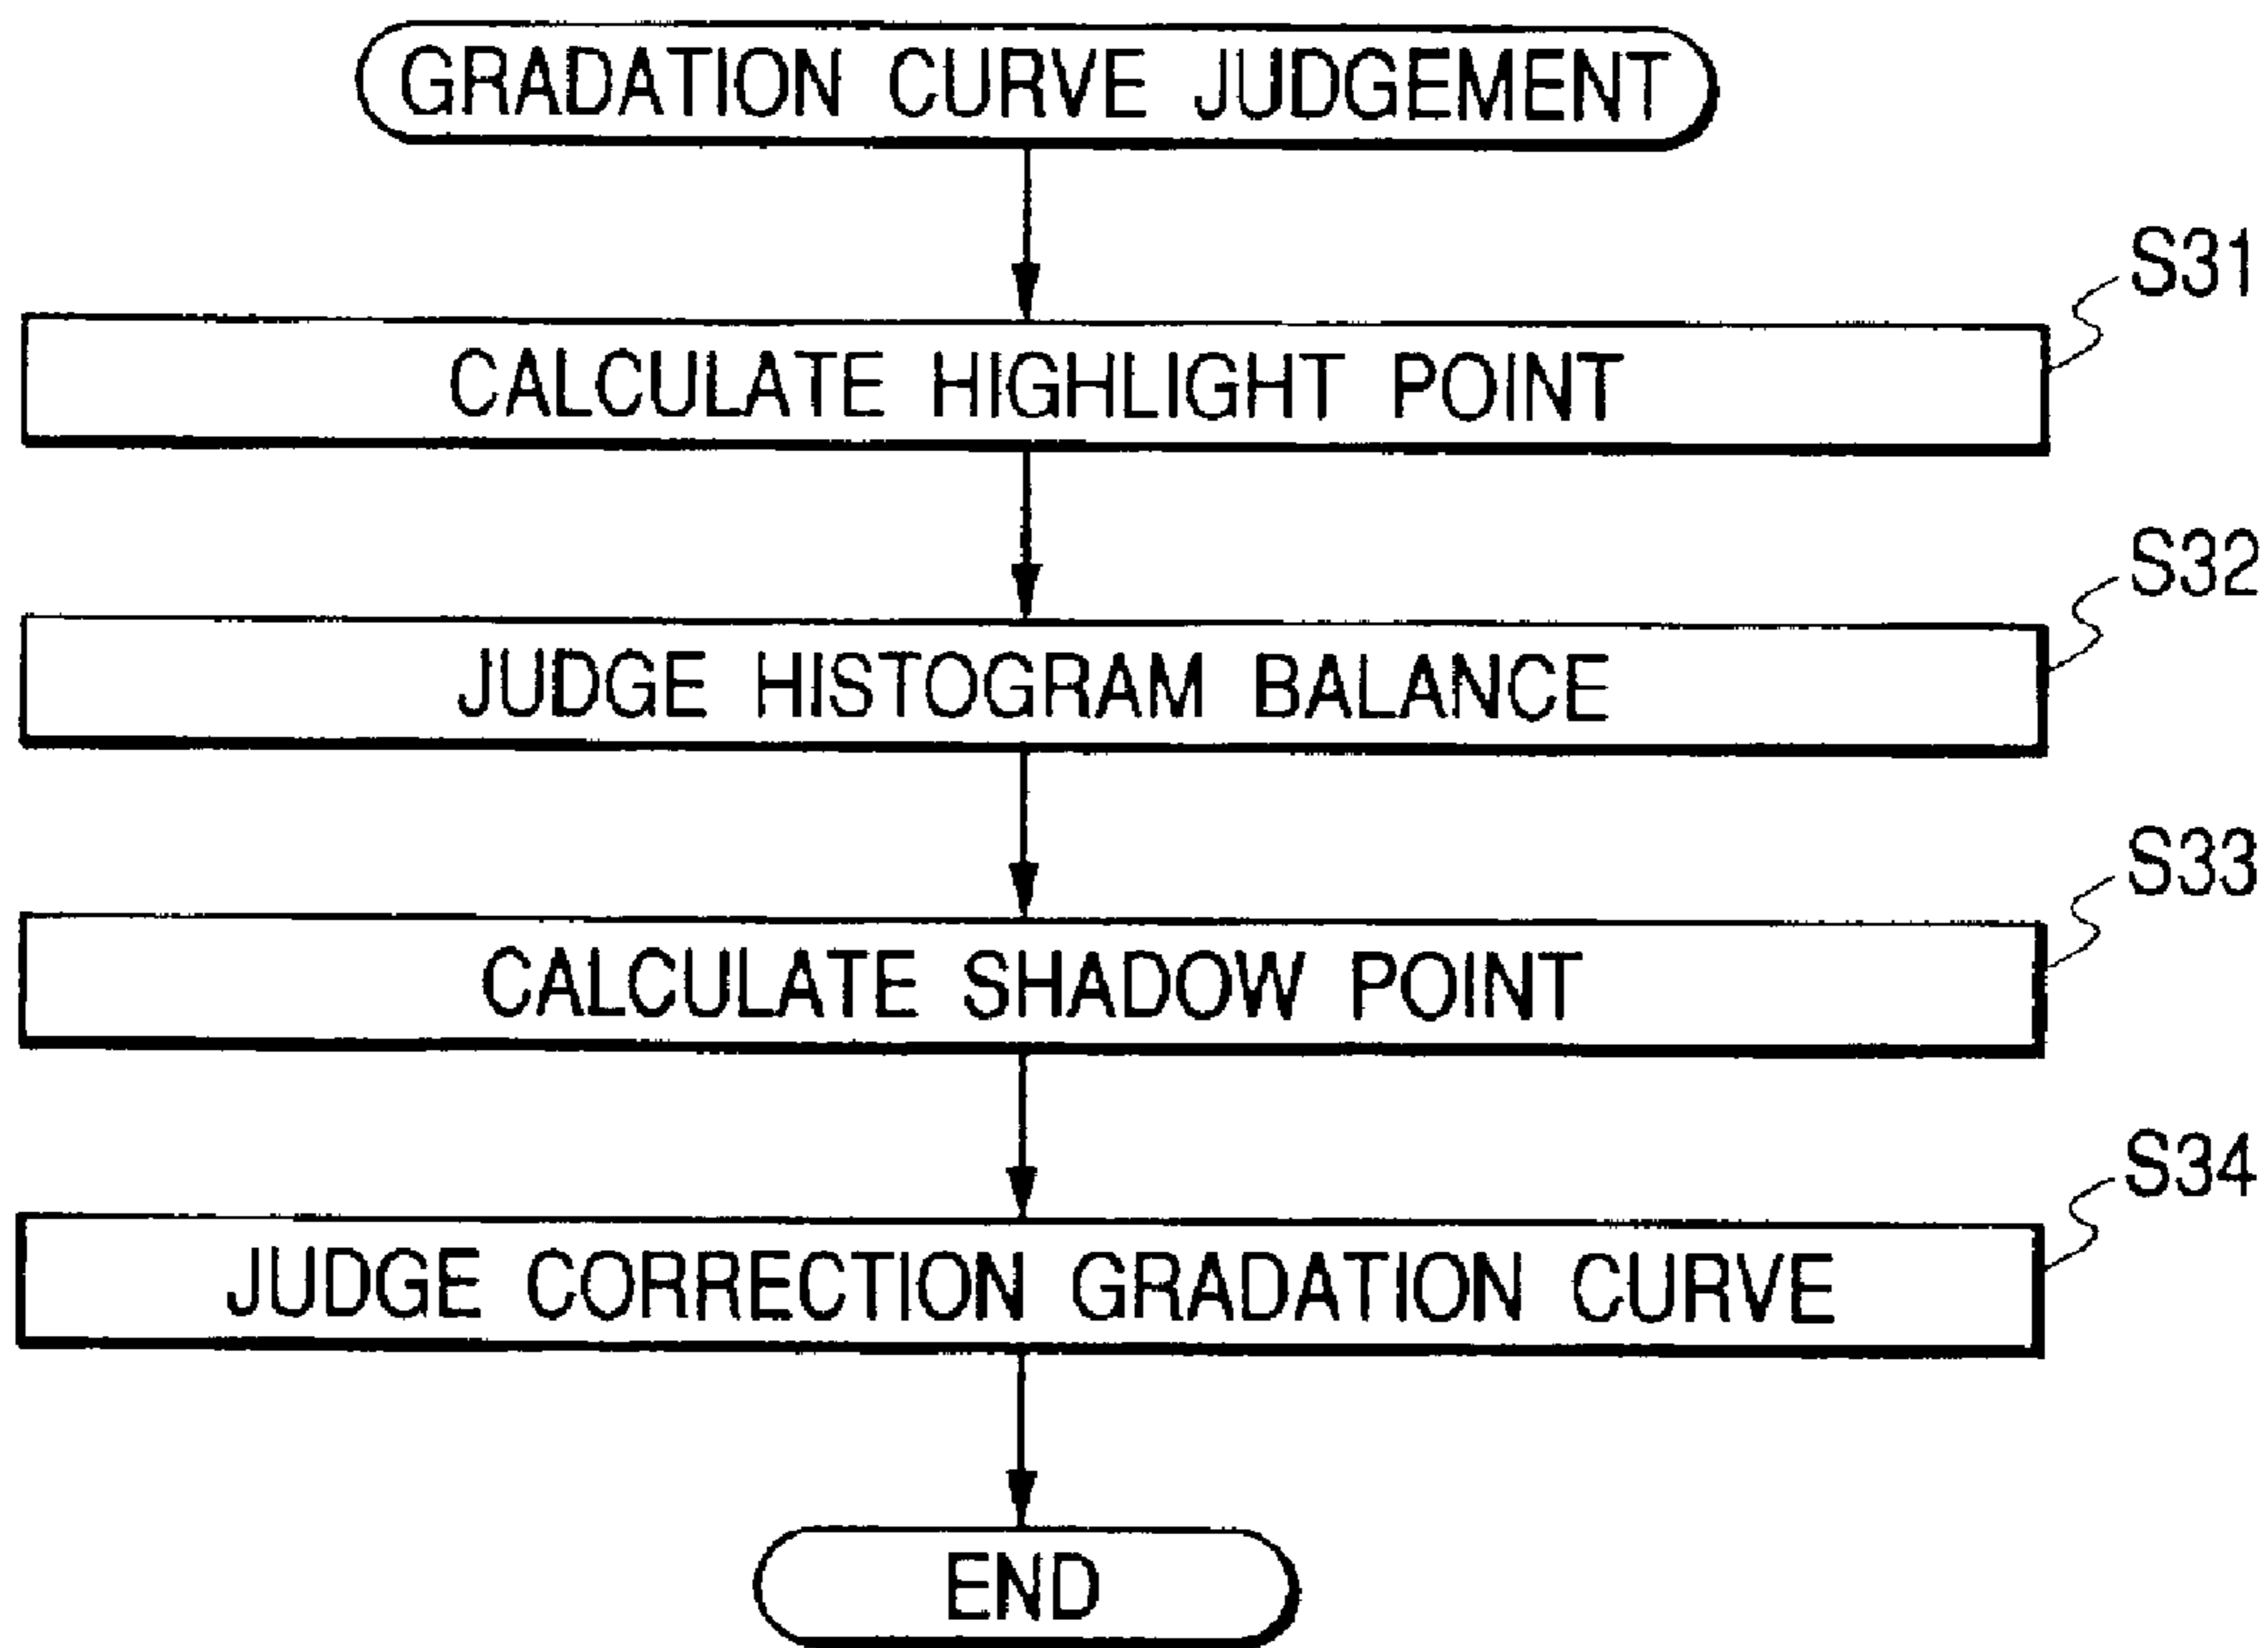 GRADATION CURVE JUDGEMENT
S31
CALCULATE HIGHLIGHT POINT
S32
JUDGE HISTOGRAM BALANCE
S33
CALCULATE SHADOW POINT
S34
JUDGE CORRECTION GRADATION CURVE
END